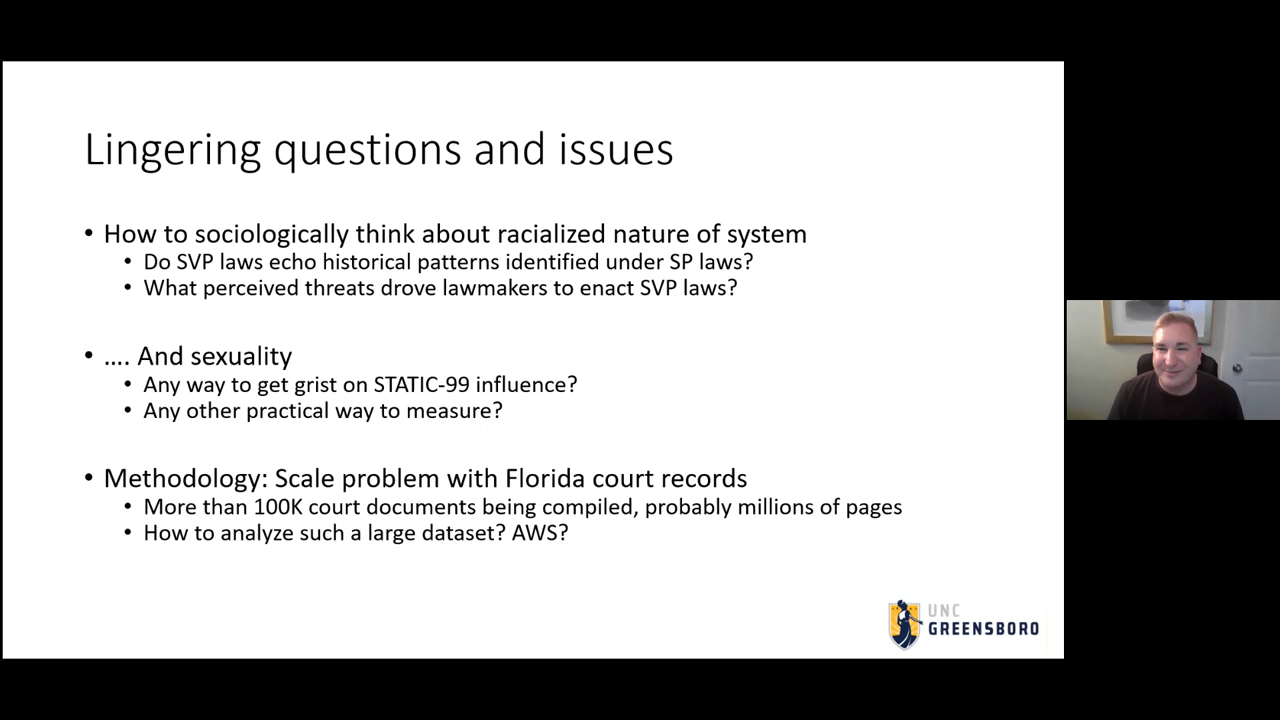 Lingering questions and issues
• How to sociologically think about racialized nature of system
• Do SVP laws echo historical patterns identified under SP laws?
• What perceived threats drove lawmakers to enact SVP laws?
• .... And sexuality
• Any way to get grist on STATIC-99 influence?
• Any other practical way to measure?
• Methodology: Scale problem with Florida court records
• More than 100K court documents being compiled, probably millions of pages
• How to analyze such a large dataset? AWS?
UNC
GREENSBORO